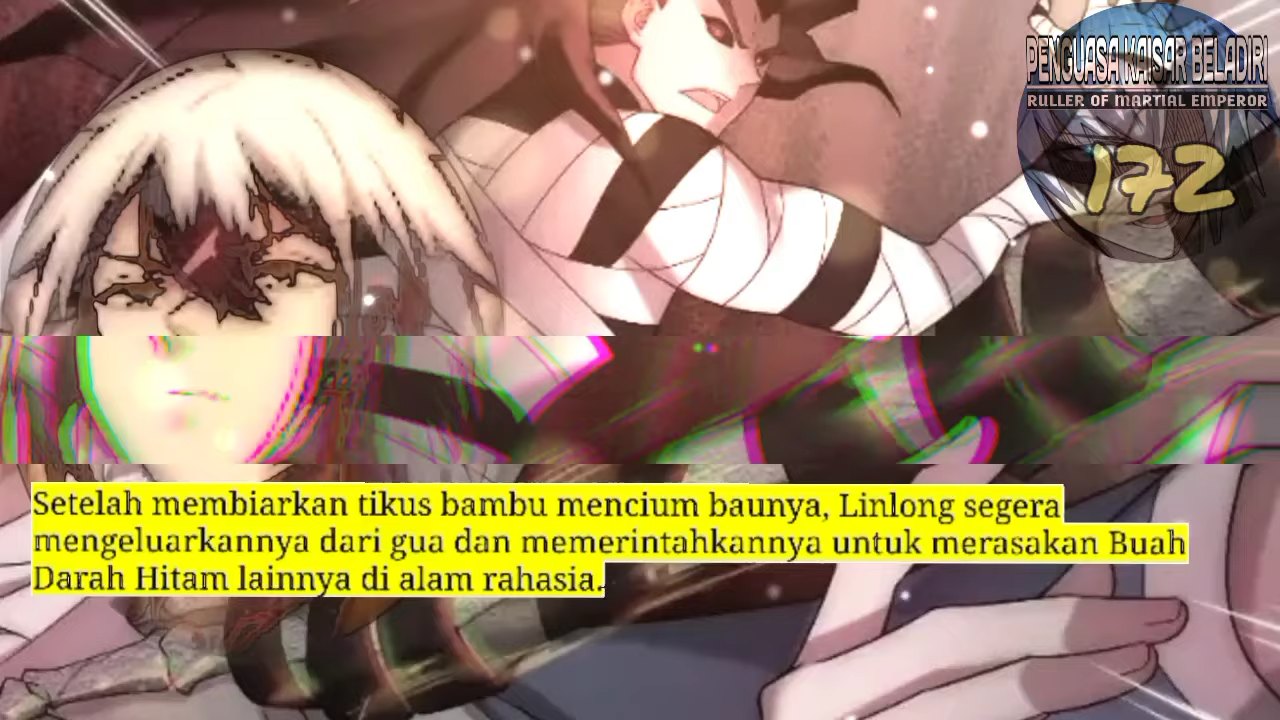 PENGUASA KAISAR BELADIRI
RULLER OF MARTIAL EMPEROR
172
Setelah membiarkan tikus bambu mencium baunya, Linlong segera
mengeluarkannya dari gua dan memerintahkannya untuk merasakan Buah
Darah Hitam lainnya di alam rahasia.